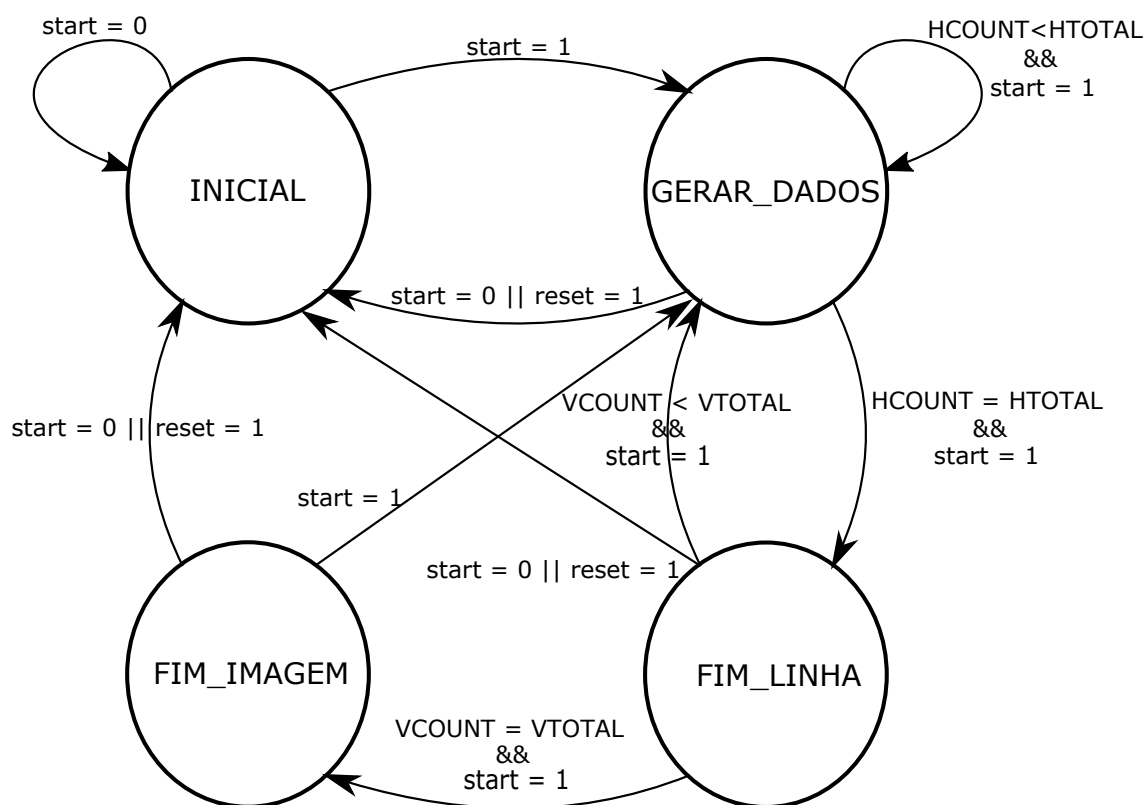 start = 0
start = 1
HCOUNT<HTOTAL
&&
start = 1
INICIAL
GERAR_DADOS
start = 0 || reset = 1
start = 0 || reset = 1
VCOUNT < VTOTAL
&&
start = 1
HCOUNT = HTOTAL
&&
start = 1
start = 1
start = 0 || reset = 1
FIM_IMAGEM
FIM_LINHA
VCOUNT = VTOTAL
&&
start = 1